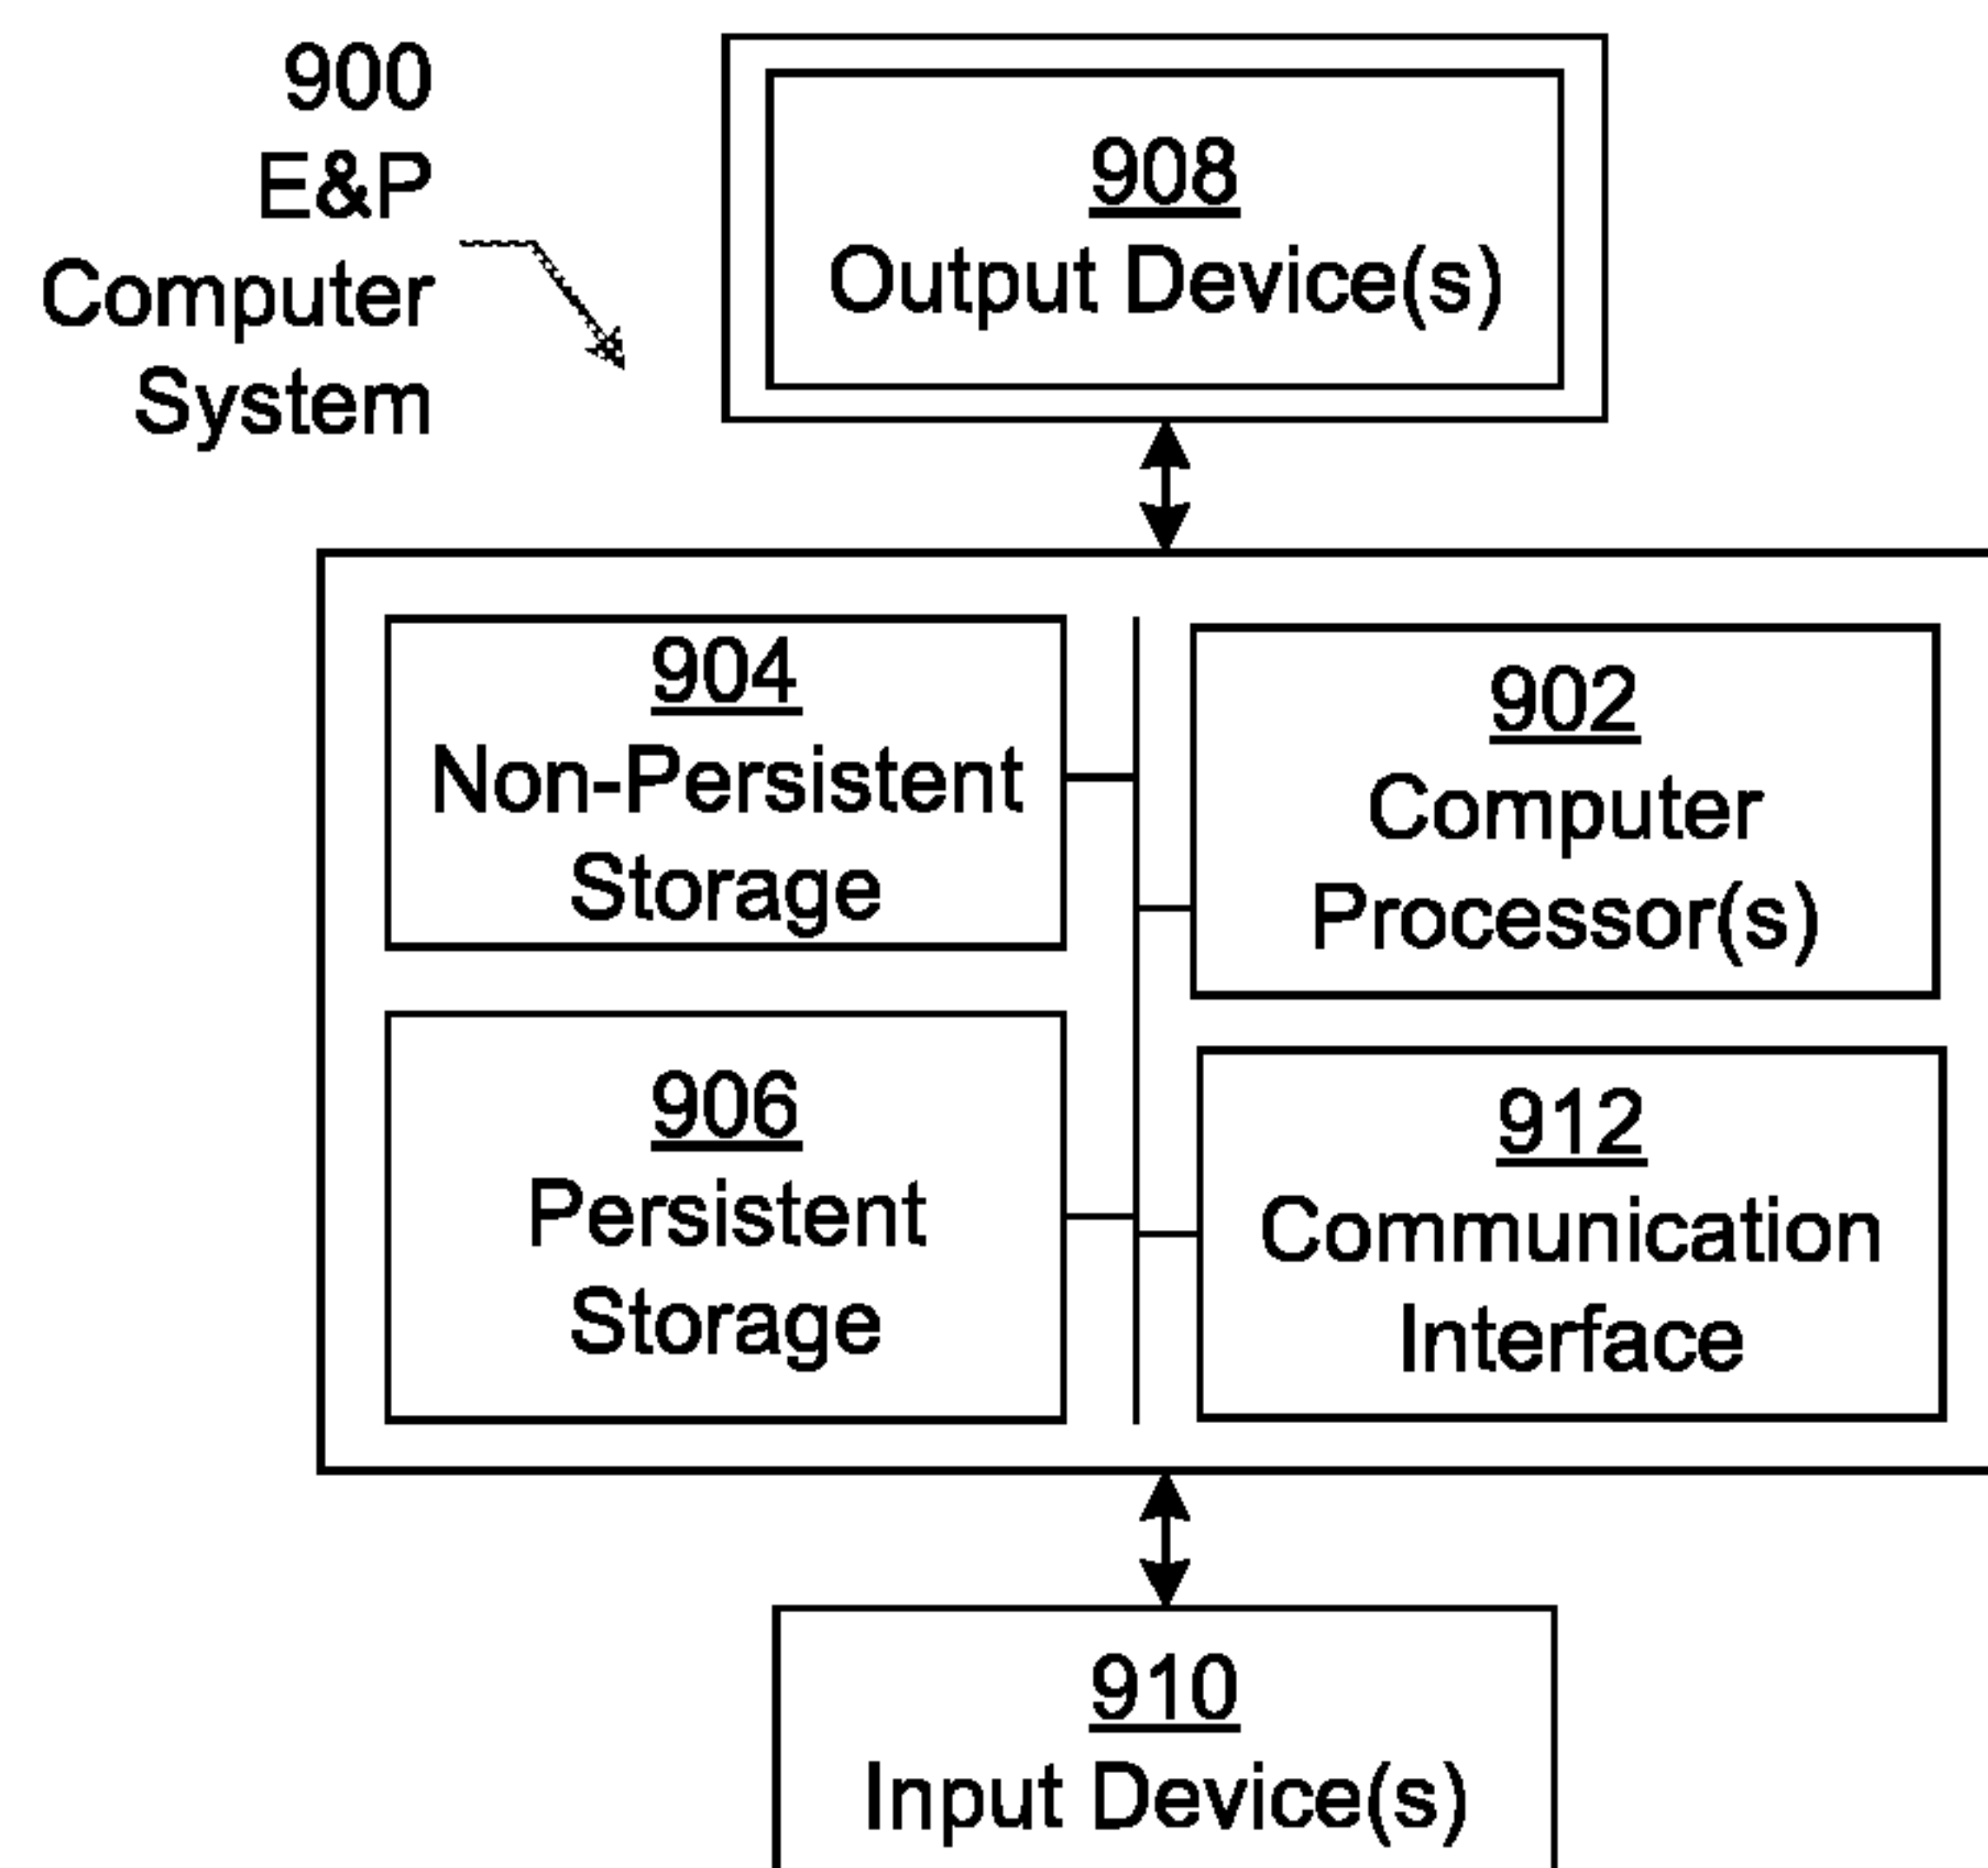 900
E&P
Computer
System
908
Output Device(s)
904
Non-Persistent
Storage
902
Computer
Processor(s)
906
Persistent
Storage
912
Communication
Interface
910
Input Device(s)